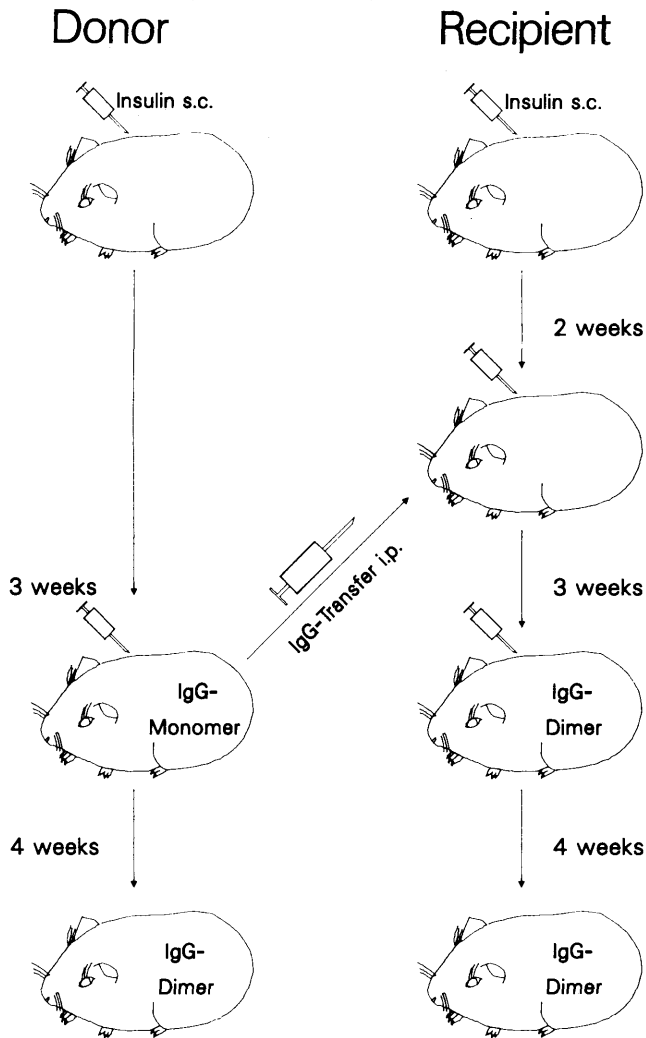 Donor
Recipient
Insulin s.c.
Insulin s.c.
2 weeks
3 weeks
IgG-Transfer i.p.
3 weeks
IgG-
Monomer
IgG-
Dimer
4 weeks
4 weeks
IgG-
Dimer
IgG-
Dimer